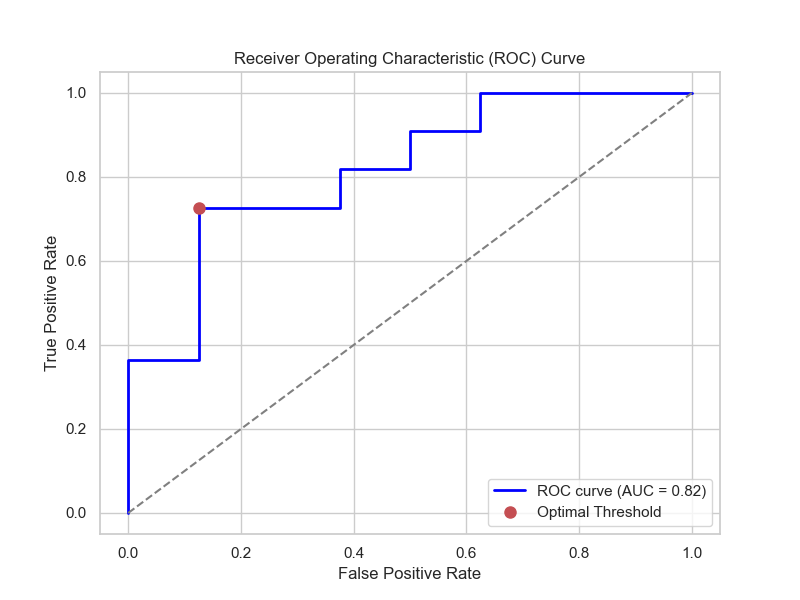 Receiver Operating Characteristic (ROC) Curve
1.0
0.8
0.6
0.4
0.2
0.0
True Positive Rate
0.0 0.2 0.4 0.6 0.8 1.0
False Positive Rate
ROC curve (AUC = 0.82)
Optimal Threshold